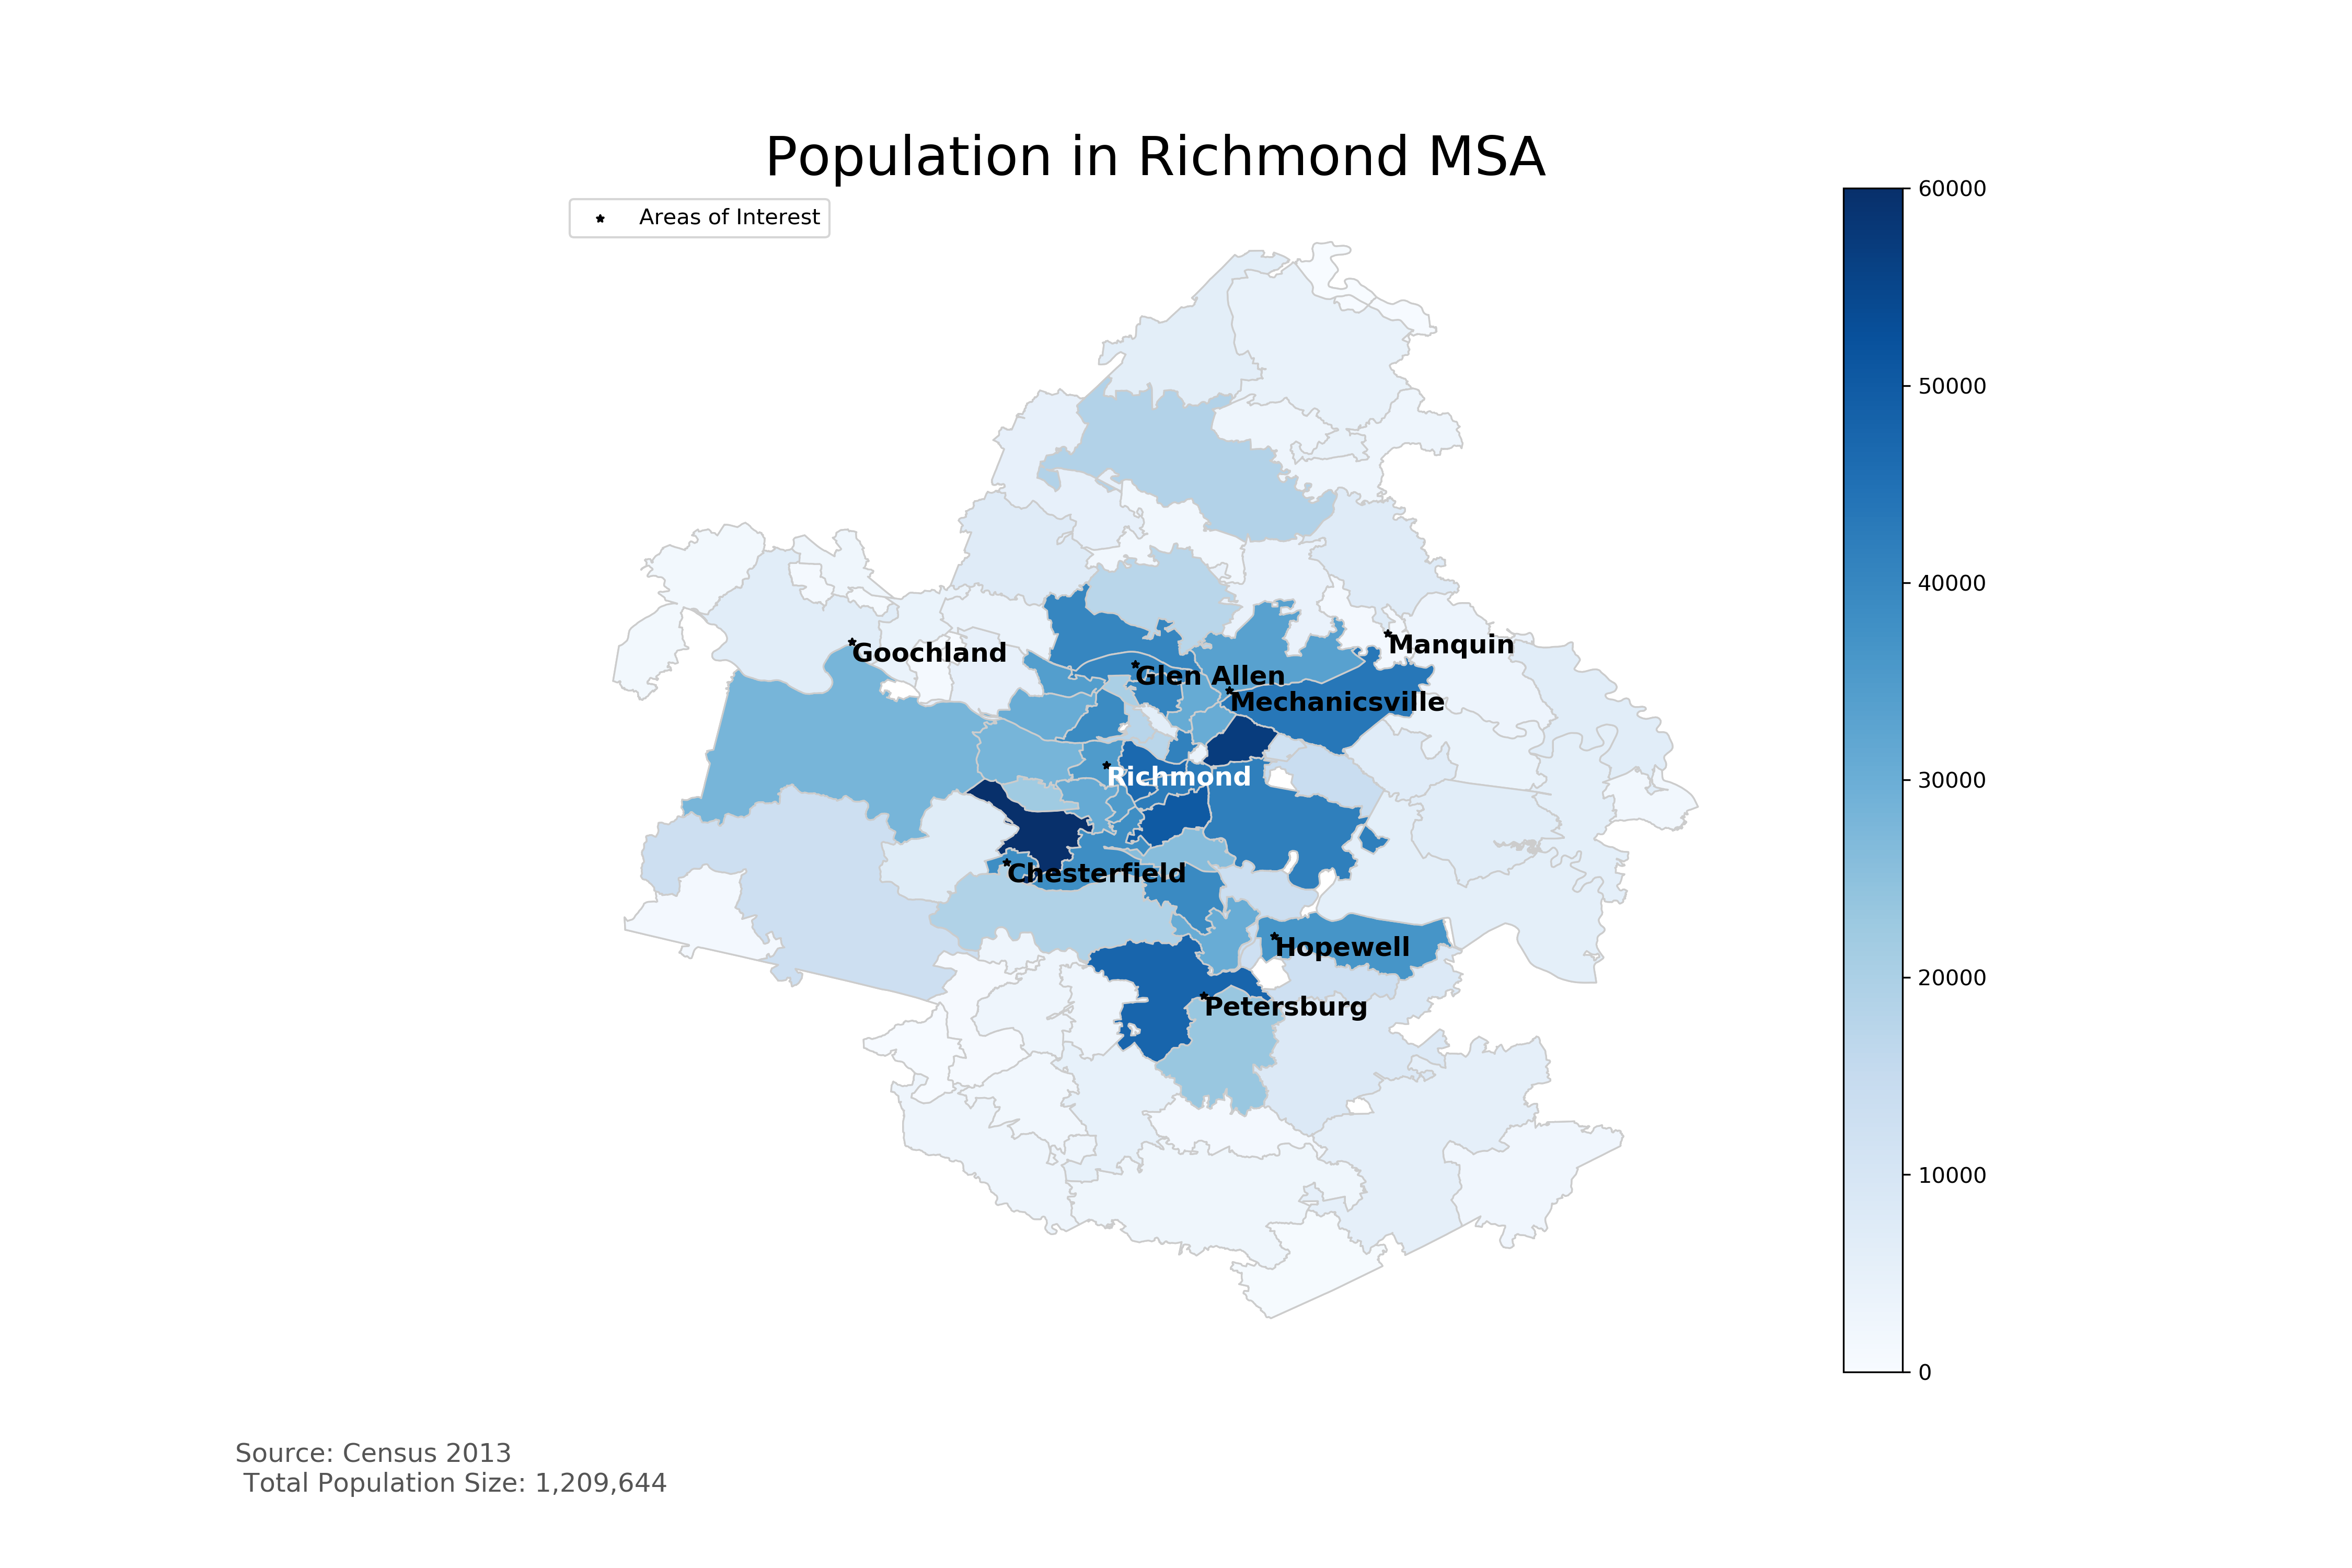 Population in Richmond MSA
Areas of Interest
60000
50000
40000
30000
20000
10000
0
Manquin
Goochland
Glen Allen
Mechanicsville
Richmond
Chesterfield
Hopewell
Petersburg
Source: Census 2013
Total Population Size: 1,209,644